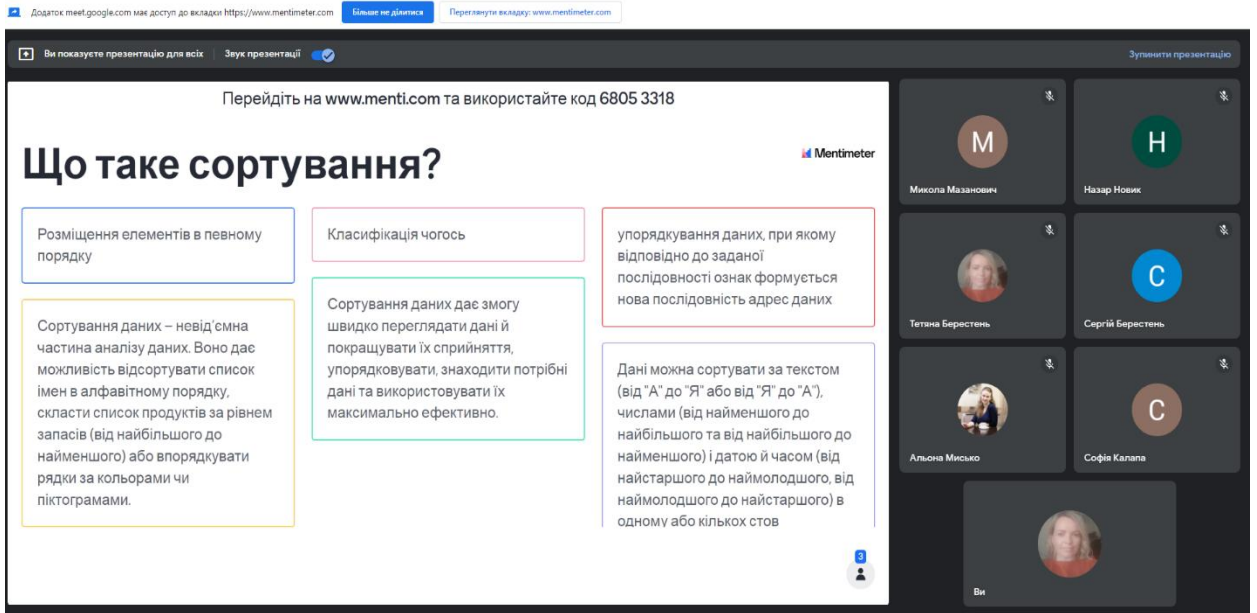 Додаток meet.google.com має доступ до вкладки https://www.mentimeter.com
Більше не ділитися
Переглянути вкладку: www.mentimeter.com
Ви показуєте презентацію для всіх
Звук презентації
Зупинити презентацію
Перейдіть на www.menti.com та використайте код 6805 3318
Що таке сортування?
Mentimeter
Розміщення елементів в певному
порядку
Сортування даних – невід’ємна
частина аналізу даних. Воно дає
можливість відсортувати список
імен в алфавітному порядку,
скласти список продуктів за рівнем
запасів (від найбільшого до
найменшого) або впорядкувати
рядки за кольорами чи
піктограмами.
Класифікація чогось
Сортування даних дає змогу
швидко переглядати дані й
покращувати їх сприйняття,
упорядковувати, знаходити потрібні
дані та використовувати їх
максимально ефективно.
упорядкування даних, при якому
відповідно до заданої
послідовності ознак формується
нова послідовність адрес даних
Дані можна сортувати за текстом
(від "А" до "Я" або від "Я" до "А"),
числами (від найменшого до
найбільшого та від найбільшого до
найменшого) і датою й часом (від
найстаршого до наймолодшого, від
наймолодшого до найстаршого) в
одному або кількох стов
3
М
Микола Мазанович
Н
Назар Новик
Тетяна Берестень
С
Сергій Берестень
Альона Мисько
С
Софія Калапа
Ви